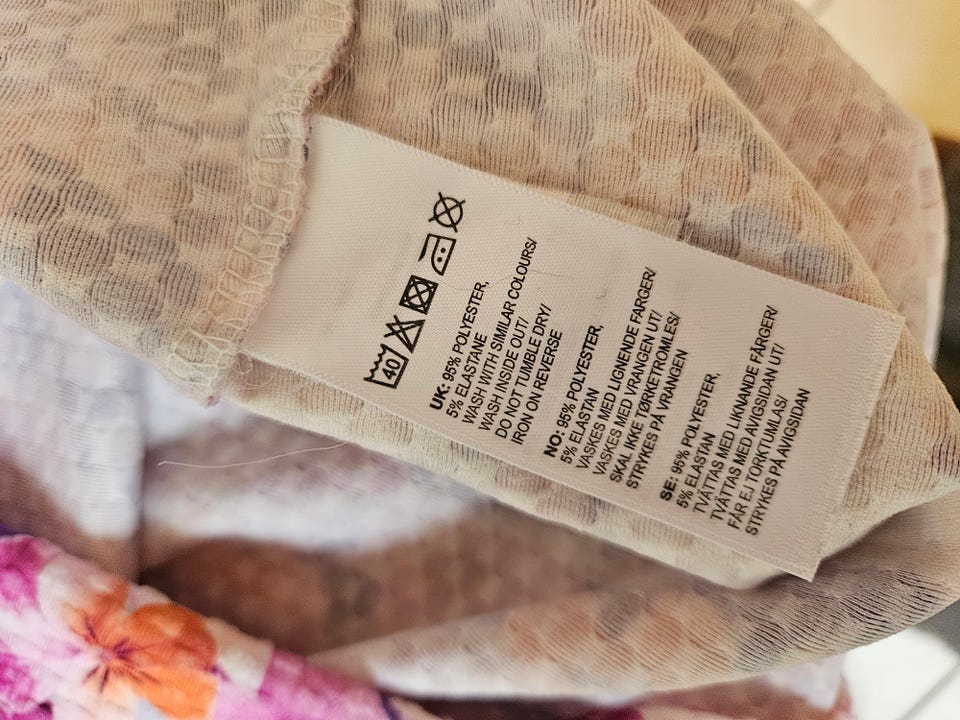 40
UK: 95% POLYESTER,
5% ELASTANE
WASH WITH SIMILAR COLOURS/
WASH INSIDE OUT/
DO NOT TUMBLE DRY/
IRON ON REVERSE
NO: 95% POLYESTER,
5% ELASTAN
VASKES MED LIGNENDE FARGER/
VASKES MED VRANGEN UT/
SKAL IKKE TØRKETROMLES/
STRYKES PÅ VRANGEN
SE: 95% POLYESTER,
5% ELASTAN
TVÄTTAS MED LIKNANDE FÄRGER/
TVÄTTAS MED AVIGSIDAN UT/
FÅR EJ TORKTUMLAS/
STRYKES PÅ AVIGSIDAN